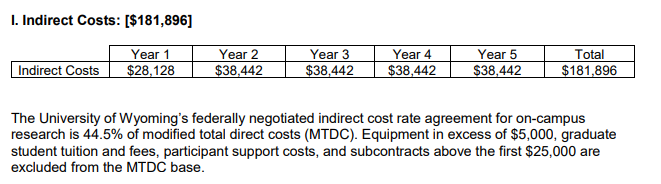 I. Indirect Costs: [$181,896]
Year 1 Year 2 Year 3 Year 4 Year 5 Total
Indirect Costs $28,128 $38,442 $38,442 $38,442 $38,442 $181,896
The University of Wyoming's federally negotiated indirect cost rate agreement for on-campus
research is 44.5% of modified total direct costs (MTDC). Equipment in excess of $5,000, graduate
student tuition and fees, participant support costs, and subcontracts above the first $25,000 are
excluded from the MTDC base.